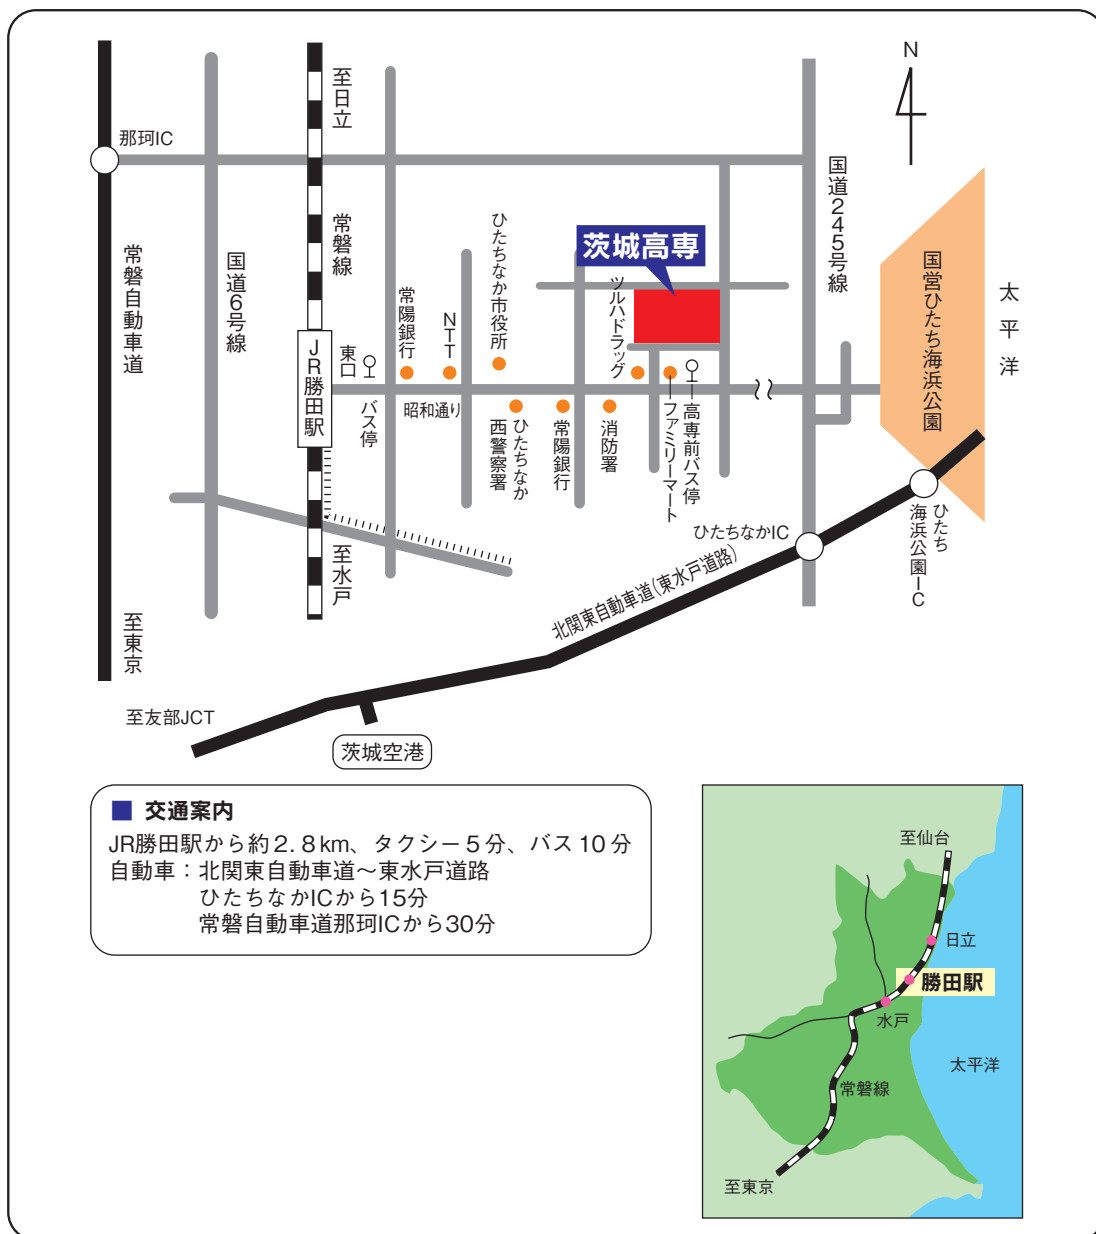 N
至日立
那珂IC
常磐自動車道
国道6号線
常磐線
ひたちなか市役所
茨城高専
国道245号線
国営ひたち海浜公園
太平洋
JR勝田駅
東口
バス停
常陽銀行
NTT
昭和通り
ツルハドラッグ
西警察署
ひたちなか
常陽銀行
消防署
ファミリーマート
高専前バス停
ひたちなかIC
ひたち
海浜公園IC
北関東自動車道(東水戸道路)
至水戸
至東京
至友部JCT
茨城空港
■ 交通案内
JR勝田駅から約2.8km、タクシー5分、バス10分
自動車：北関東自動車道～東水戸道路
ひたちなかICから15分
常磐自動車道那珂ICから30分
至仙台
日立
勝田駅
水戸
太平洋
常磐線
至東京